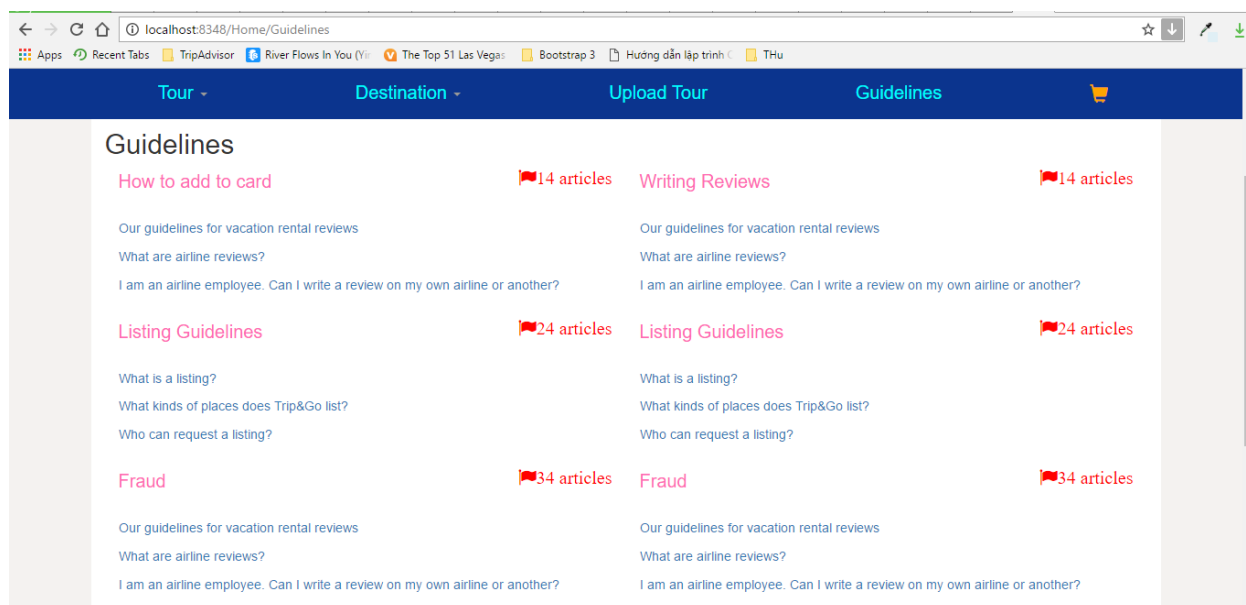 localhost:8348/Home/Guidelines
Apps Recent Tabs TripAdvisor River Flows In You (Yir The Top 51 Las Vegas Bootstrap 3 Hướng dẫn lập trình THu
Tour Destination Upload Tour Guidelines
Guidelines
How to add to card 14 articles Writing Reviews 14 articles
Our guidelines for vacation rental reviews Our guidelines for vacation rental reviews
What are airline reviews? What are airline reviews?
I am an airline employee. Can I write a review on my own airline or another? I am an airline employee. Can I write a review on my own airline or another?
Listing Guidelines 24 articles Listing Guidelines 24 articles
What is a listing? What is a listing?
What kinds of places does Trip&Go list? What kinds of places does Trip&Go list?
Who can request a listing? Who can request a listing?
Fraud 34 articles Fraud 34 articles
Our guidelines for vacation rental reviews Our guidelines for vacation rental reviews
What are airline reviews? What are airline reviews?
I am an airline employee. Can I write a review on my own airline or another? I am an airline employee. Can I write a review on my own airline or another?